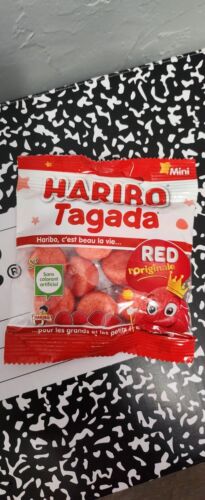 Mini
HARIBO
Tagada
Haribo, c'est beau la vie...
RED
l'Originale
Sans
colorant
artificiel
HARIBO
...pour les grands et les petits
®